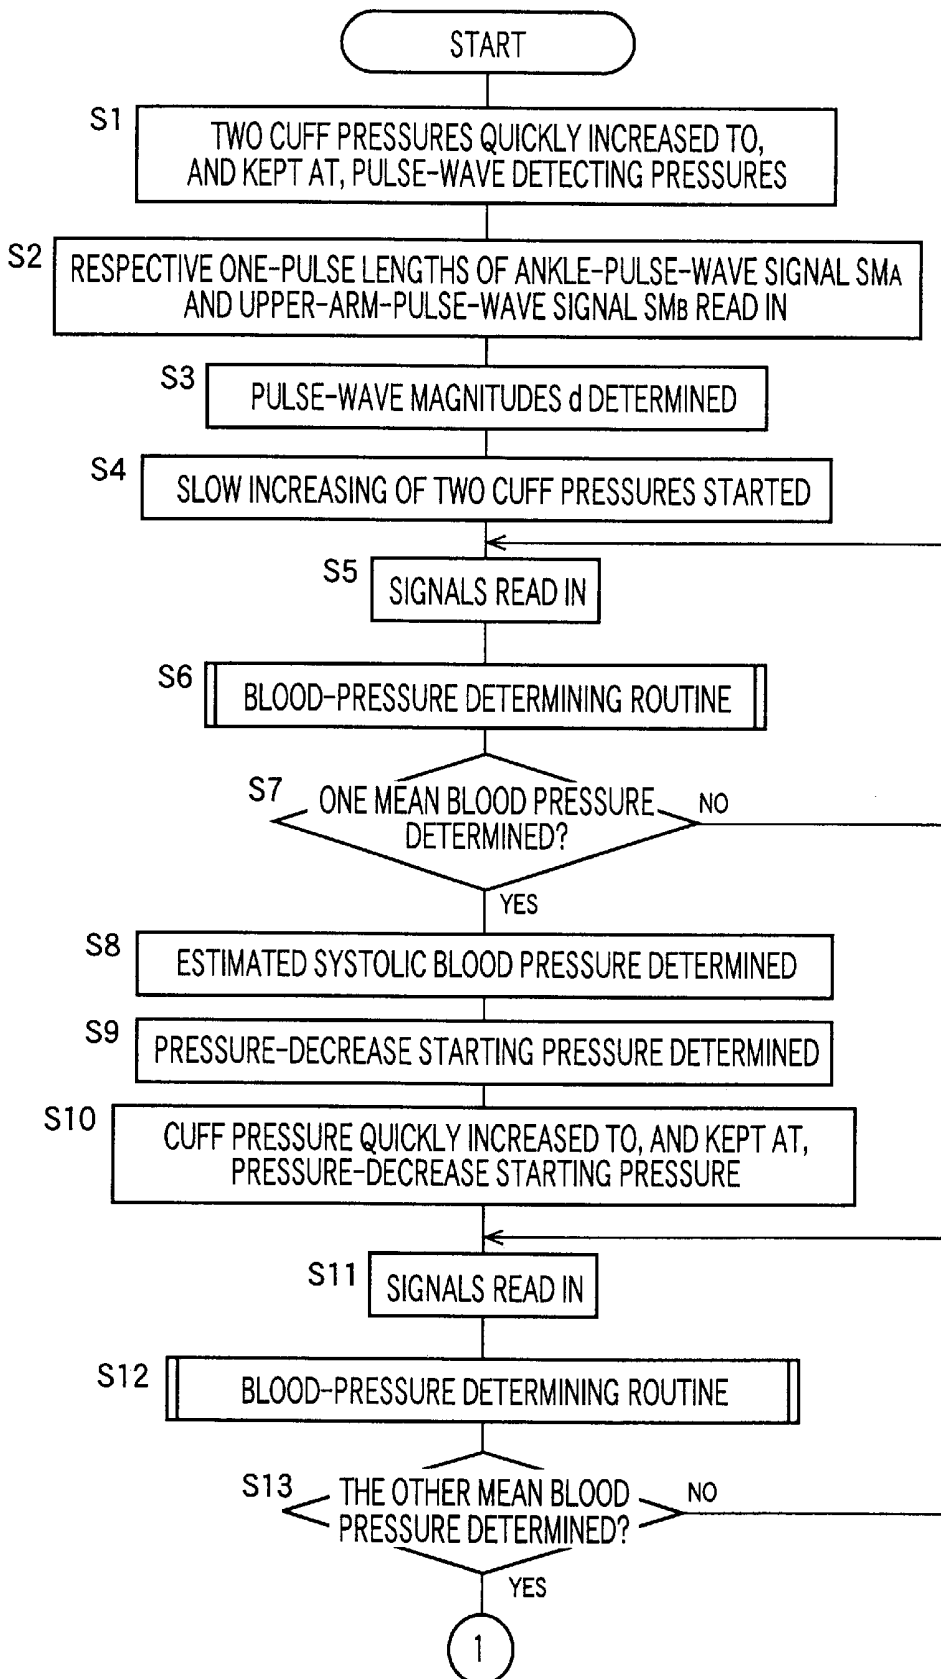 START
S1
TWO CUFF PRESSURES QUICKLY INCREASED TO,
AND KEPT AT, PULSE-WAVE DETECTING PRESSURES
S2
RESPECTIVE ONE-PULSE LENGTHS OF ANKLE-PULSE-WAVE SIGNAL SMA
AND UPPER-ARM-PULSE-WAVE SIGNAL SMB READ IN
S3
PULSE-WAVE MAGNITUDES d DETERMINED
S4
SLOW INCREASING OF TWO CUFF PRESSURES STARTED
S5
SIGNALS READ IN
S6
BLOOD-PRESSURE DETERMINING ROUTINE
S7
ONE MEAN BLOOD PRESSURE
DETERMINED?
NO
YES
S8
ESTIMATED SYSTOLIC BLOOD PRESSURE DETERMINED
S9
PRESSURE-DECREASE STARTING PRESSURE DETERMINED
S10
CUFF PRESSURE QUICKLY INCREASED TO, AND KEPT AT,
PRESSURE-DECREASE STARTING PRESSURE
S11
SIGNALS READ IN
S12
BLOOD-PRESSURE DETERMINING ROUTINE
S13
THE OTHER MEAN BLOOD
PRESSURE DETERMINED?
NO
YES
1